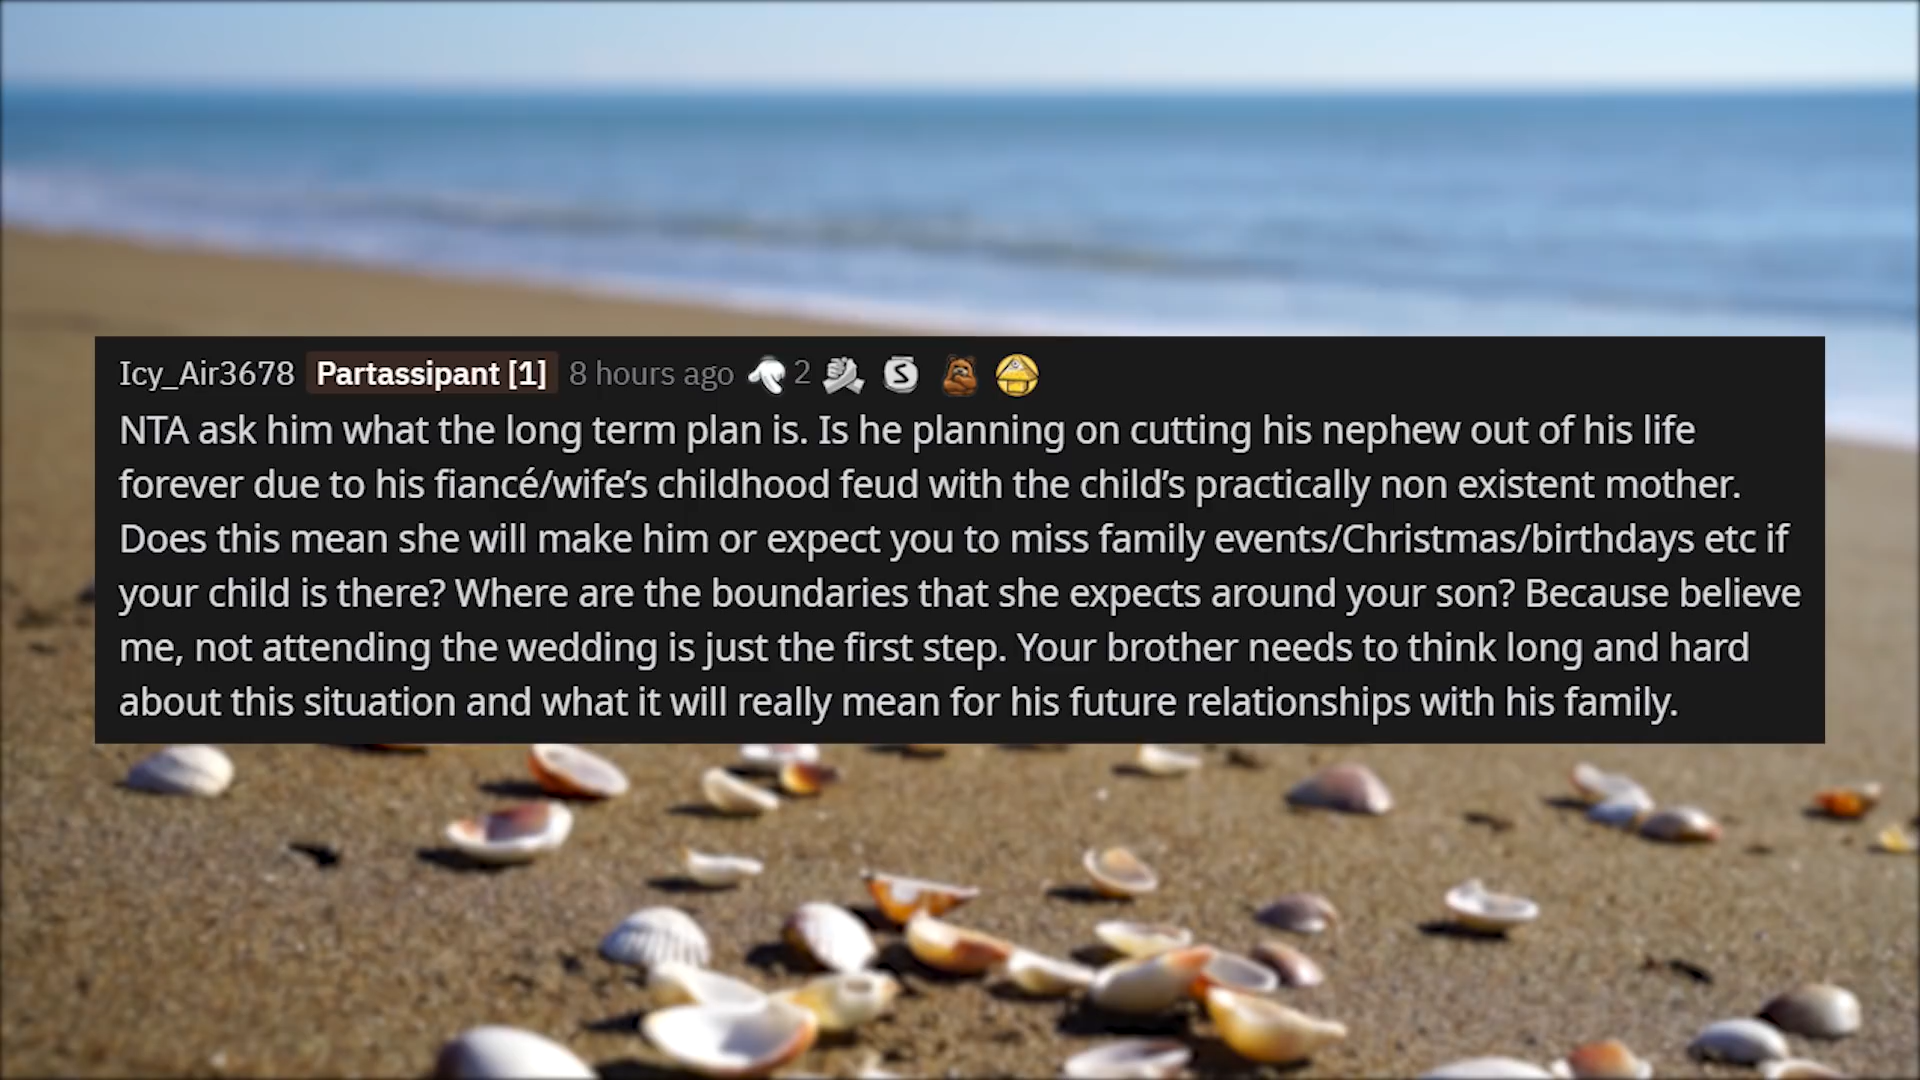 Icy_Air3678 Partassipant [1] 8 hours ago 2 S
NTA ask him what the long term plan is. Is he planning on cutting his nephew out of his life
forever due to his fiancé/wife’s childhood feud with the child’s practically non existent mother.
Does this mean she will make him or expect you to miss family events/Christmas/birthdays etc if
your child is there? Where are the boundaries that she expects around your son? Because believe
me, not attending the wedding is just the first step. Your brother needs to think long and hard
about this situation and what it will really mean for his future relationships with his family.